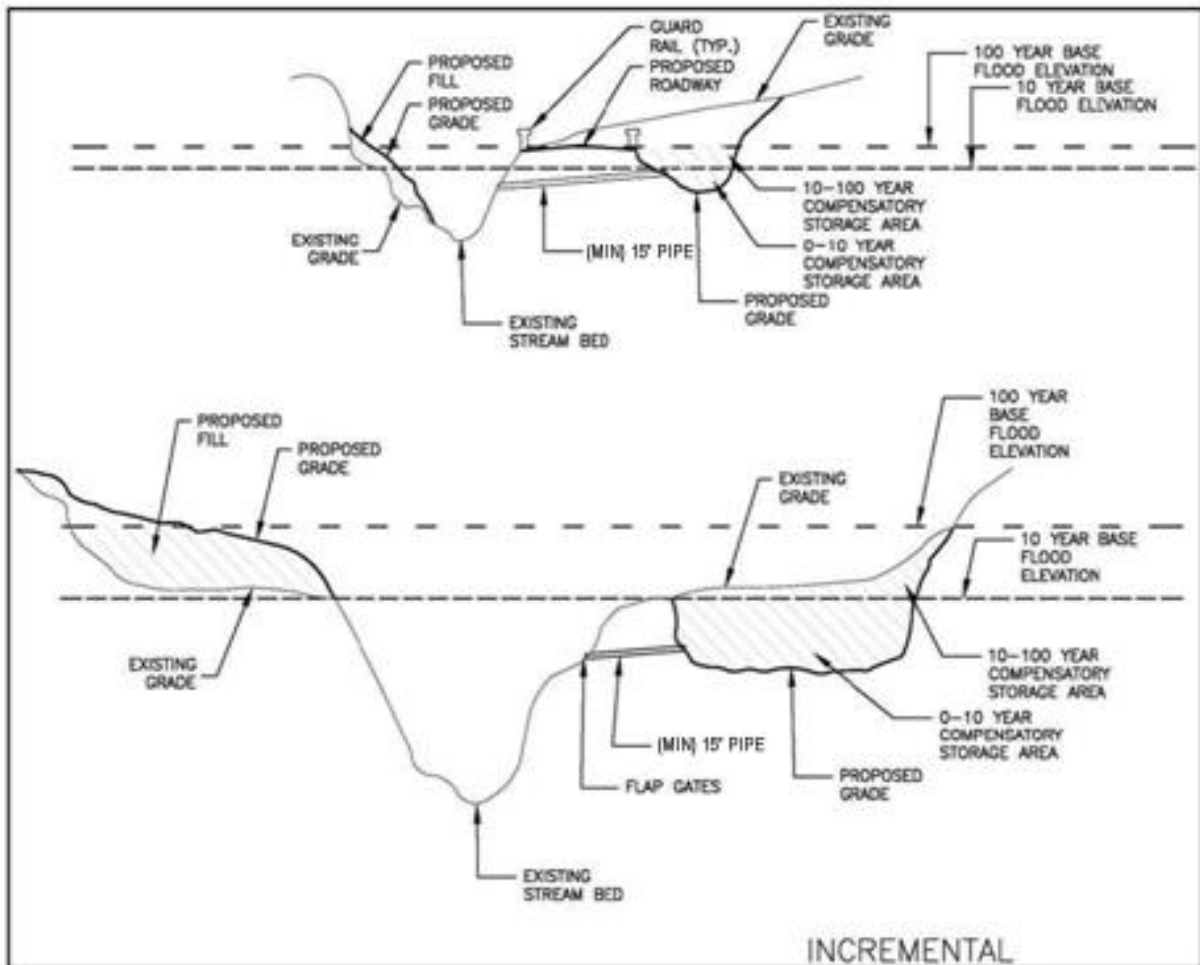 GUARD
RAIL (TYP.)
EXISTING
GRADE
PROPOSED
FILL
PROPOSED
ROADWAY
100 YEAR BASE
FLOOD ELEVATION
PROPOSED
GRADE
10 YEAR BASE
FLOOD ELEVATION
10-100 YEAR
COMPENSATORY
STORAGE AREA
EXISTING
GRADE
(MIN) 15" PIPE
0-10 YEAR
COMPENSATORY
STORAGE AREA
PROPOSED
GRADE
EXISTING
STREAM BED
100 YEAR
BASE
FLOOD
ELEVATION
PROPOSED
FILL
PROPOSED
GRADE
EXISTING
GRADE
10 YEAR BASE
FLOOD
ELEVATION
EXISTING
GRADE
10-100 YEAR
COMPENSATORY
STORAGE AREA
0-10 YEAR
COMPENSATORY
STORAGE AREA
(MIN) 15" PIPE
FLAP GATES
PROPOSED
GRADE
EXISTING
STREAM BED
INCREMENTAL